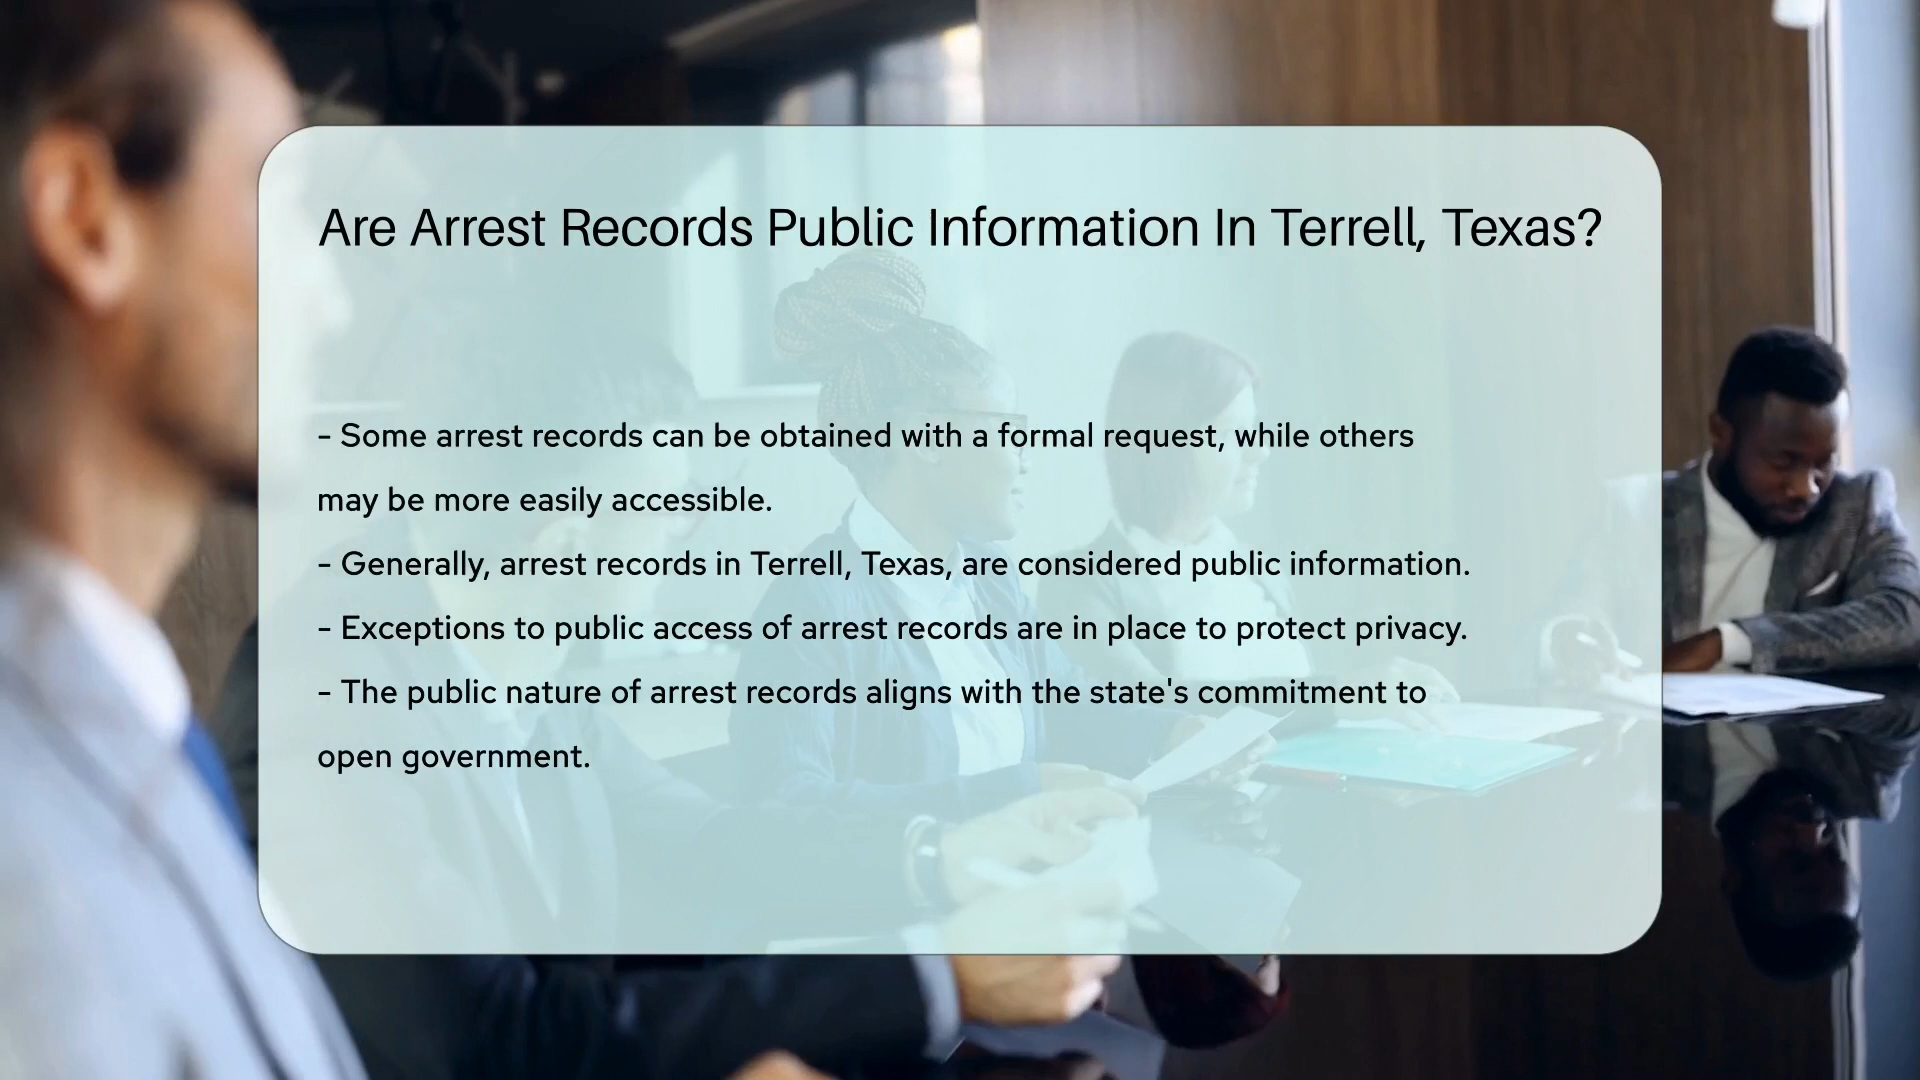 Are Arrest Records Public Information In Terrell, Texas?
- Some arrest records can be obtained with a formal request, while others
may be more easily accessible.
- Generally, arrest records in Terrell, Texas, are considered public information.
- Exceptions to public access of arrest records are in place to protect privacy.
- The public nature of arrest records aligns with the state's commitment to
open government.